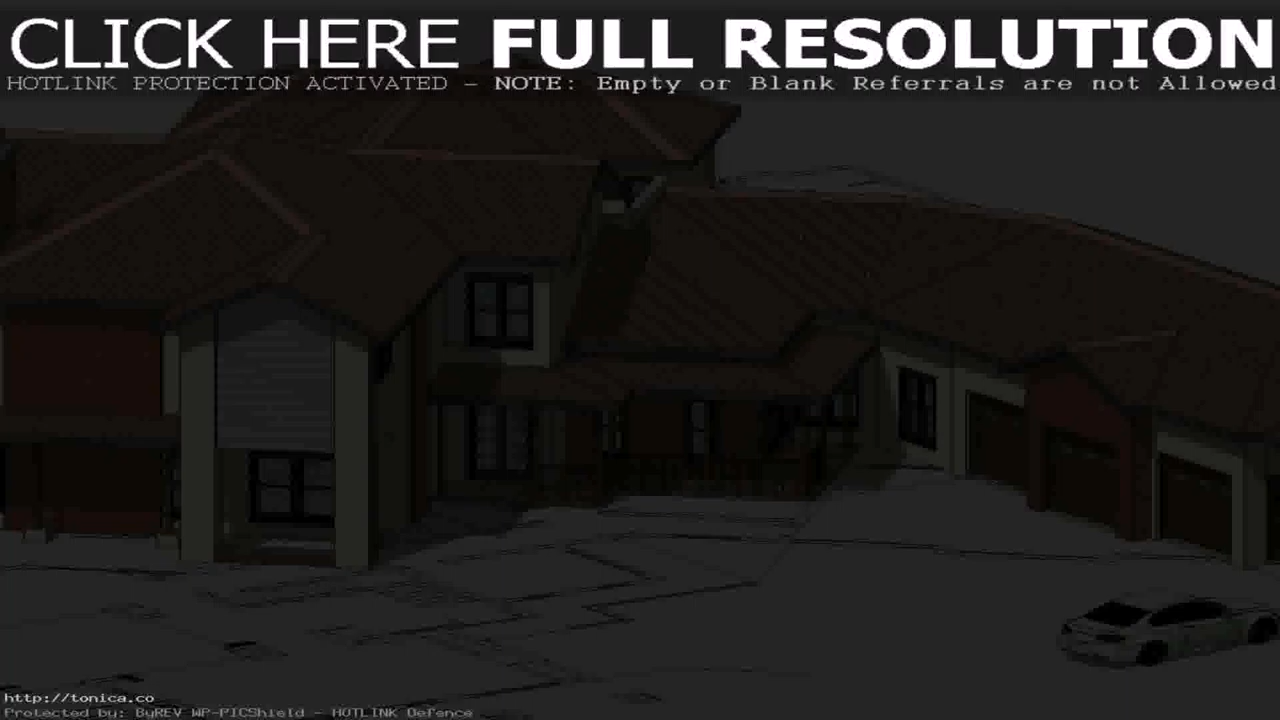 CLICK HERE FULL RESOLUTION
HOTLINK PROTECTION ACTIVATED - NOTE: Empty or Blank Referrals are not Allowed
http://tonica.co
Protected by: ByREV WP-PICShield - HOTLINK Defence